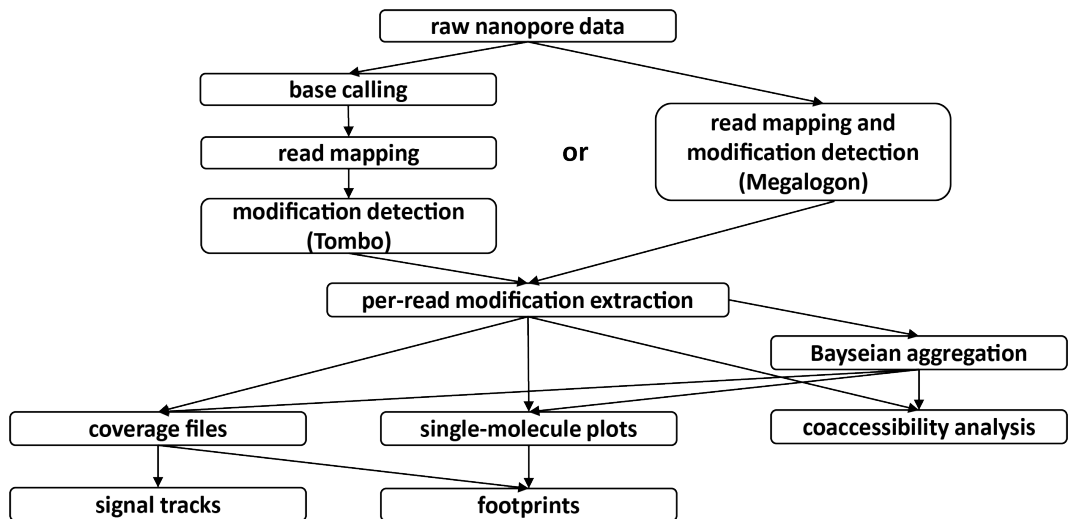 raw nanopore data
base calling
read mapping
modification detection
(Tombo)
or
read mapping and
modification detection
(Megalogon)
per-read modification extraction
Bayseian aggregation
coverage files
single-molecule plots
coaccessibility analysis
signal tracks
footprints